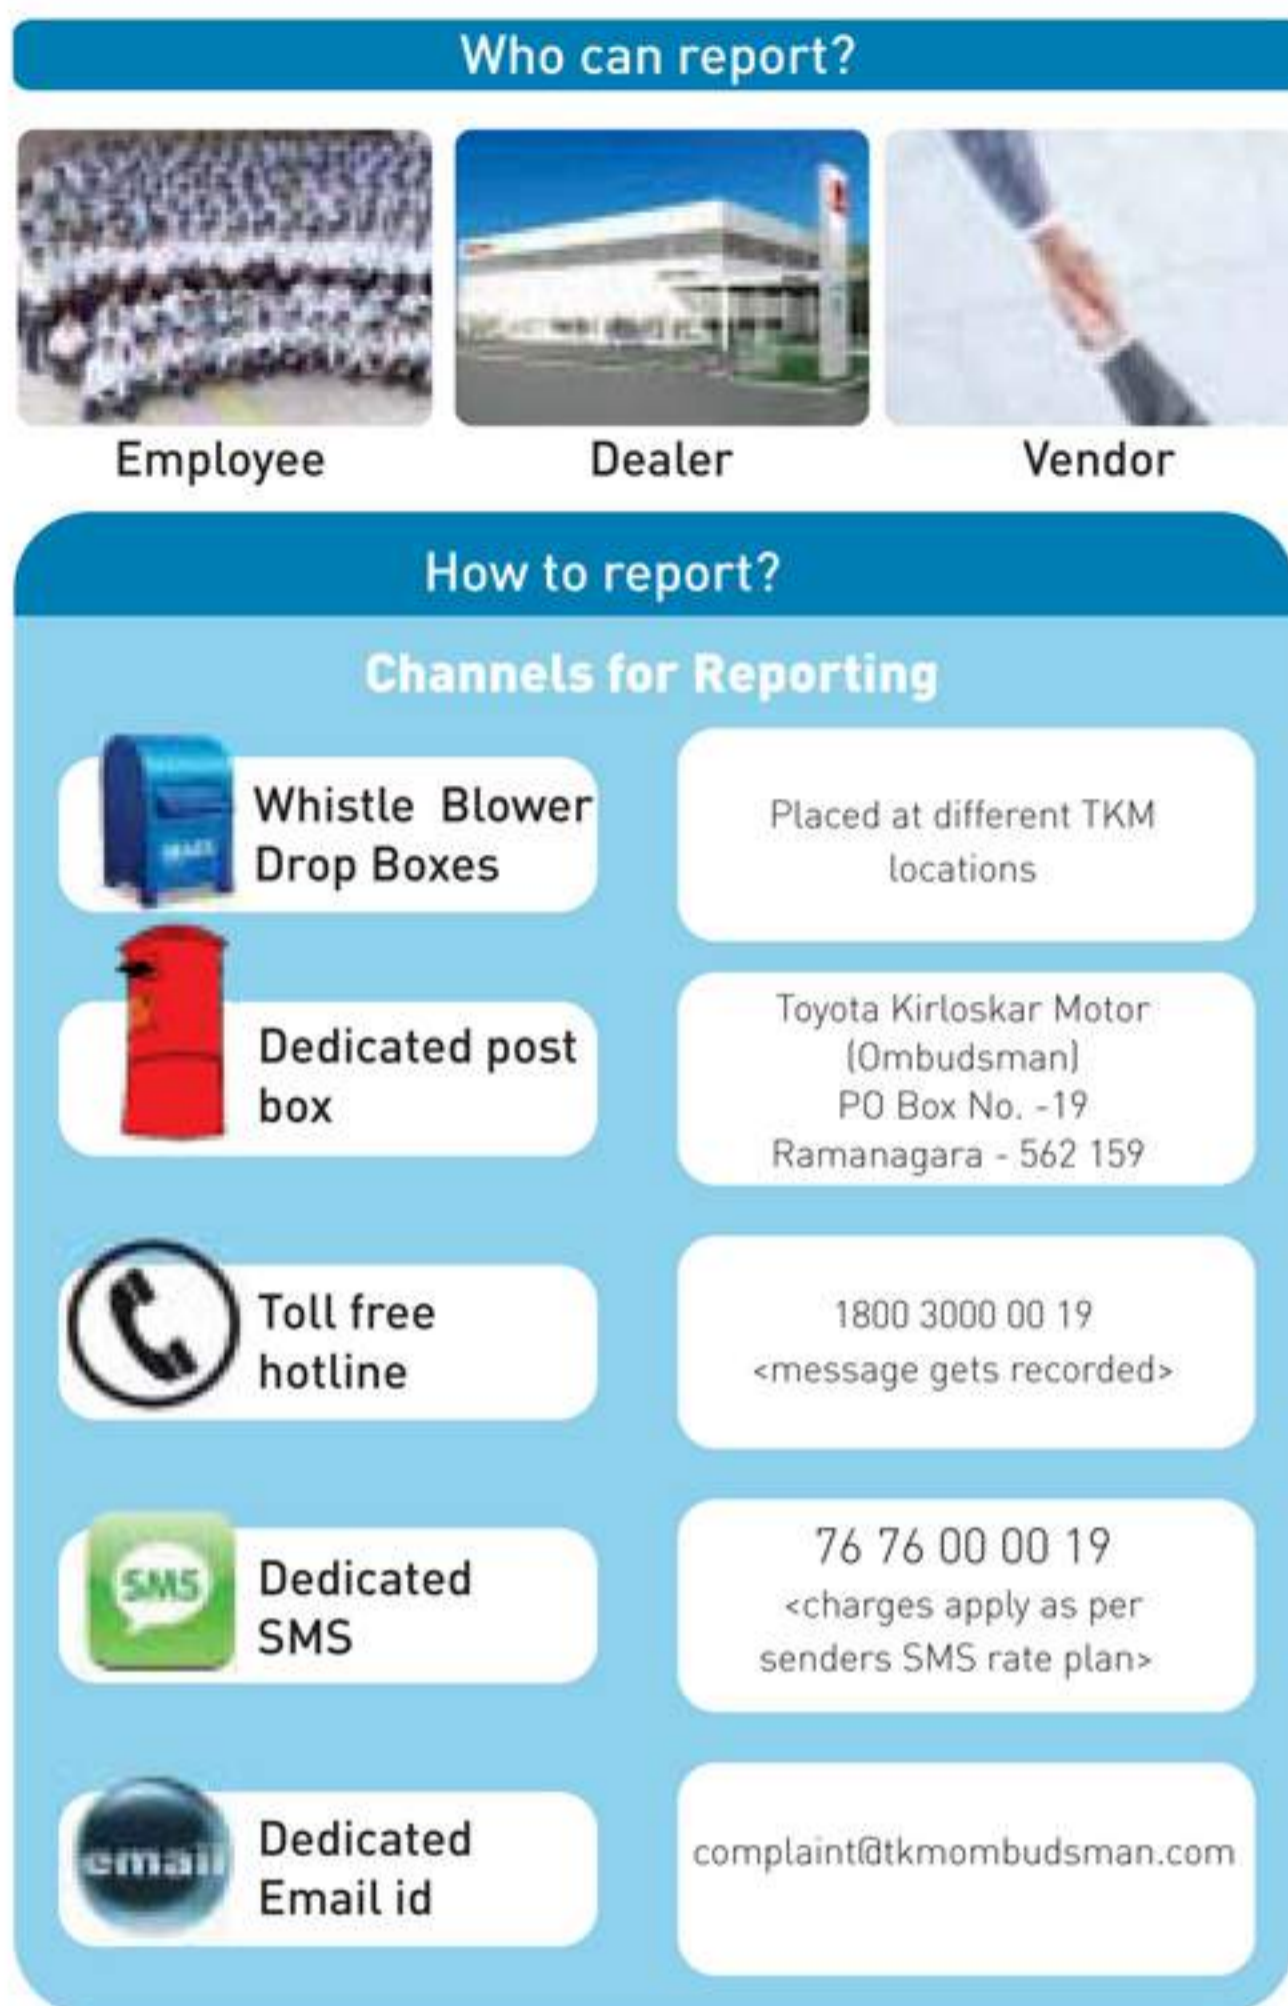 Who can report?
Employee
Dealer
Vendor
How to report?
Channels for Reporting
Whistle Blower
Drop Boxes
Placed at different TKM
locations
Dedicated post
box
Toyota Kirloskar Motor
(Ombudsman)
PO Box No. -19
Ramanagara - 562 159
Toll free
hotline
1800 3000 00 19
<message gets recorded>
SMS
Dedicated
SMS
76 76 00 00 19
<charges apply as per
senders SMS rate plan>
email
Dedicated
Email id
complaint@tkmombudsman.com